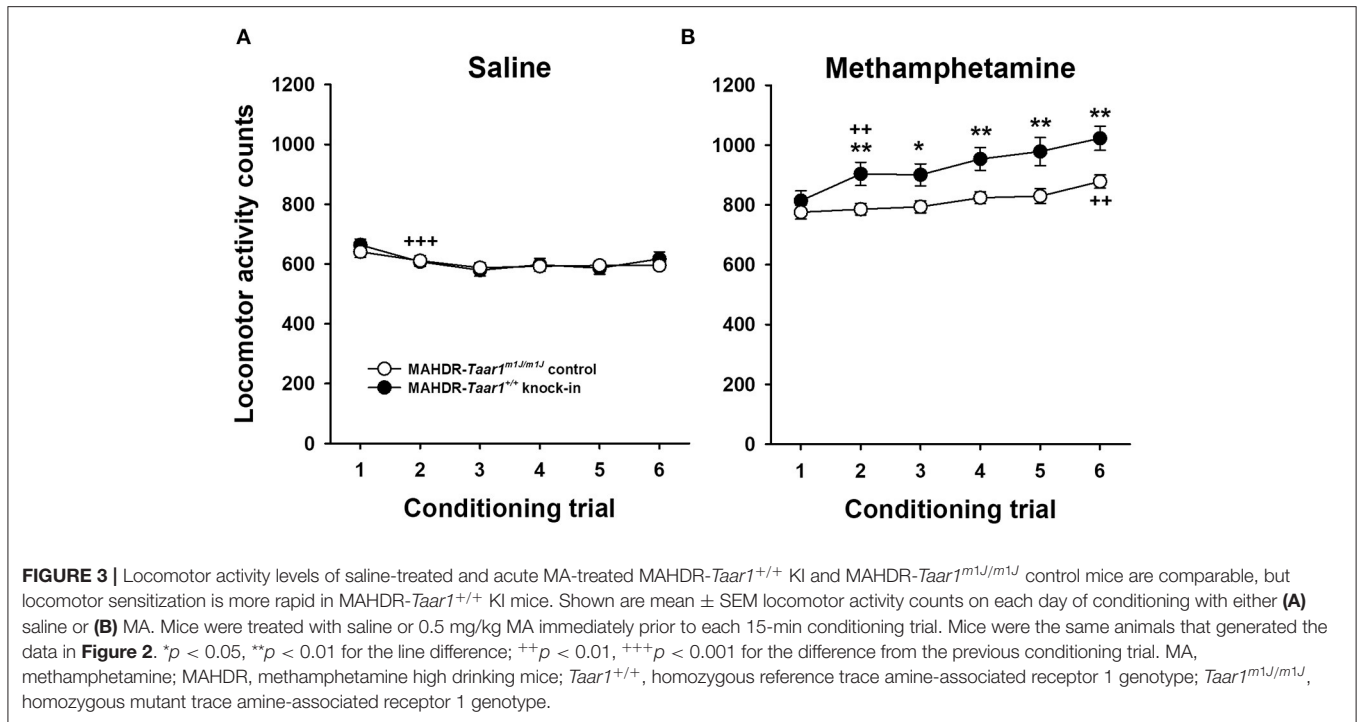 A
Saline
Locomotor activity counts
1200
1000
800
600
400
200
0
+++
MAHDR-Taar1m1J/m1J control
MAHDR-Taar1+/+ knock-in
1 2 3 4 5 6
Conditioning trial
B
Methamphetamine
1200
1000
800
600
400
200
0
++
**
*
**
**
**
++
1 2 3 4 5 6
Conditioning trial
FIGURE 3 | Locomotor activity levels of saline-treated and acute MA-treated MAHDR-Taar1+/+ KI and MAHDR-Taar1m1J/m1J control mice are comparable, but
locomotor sensitization is more rapid in MAHDR-Taar1+/+ KI mice. Shown are mean ± SEM locomotor activity counts on each day of conditioning with either (A)
saline or (B) MA. Mice were treated with saline or 0.5 mg/kg MA immediately prior to each 15-min conditioning trial. Mice were the same animals that generated the
data in Figure 2. *p < 0.05, **p < 0.01 for the line difference; ++p < 0.01, +++p < 0.001 for the difference from the previous conditioning trial. MA,
methamphetamine; MAHDR, methamphetamine high drinking mice; Taar1+/+, homozygous reference trace amine-associated receptor 1 genotype; Taar1m1J/m1J,
homozygous mutant trace amine-associated receptor 1 genotype.